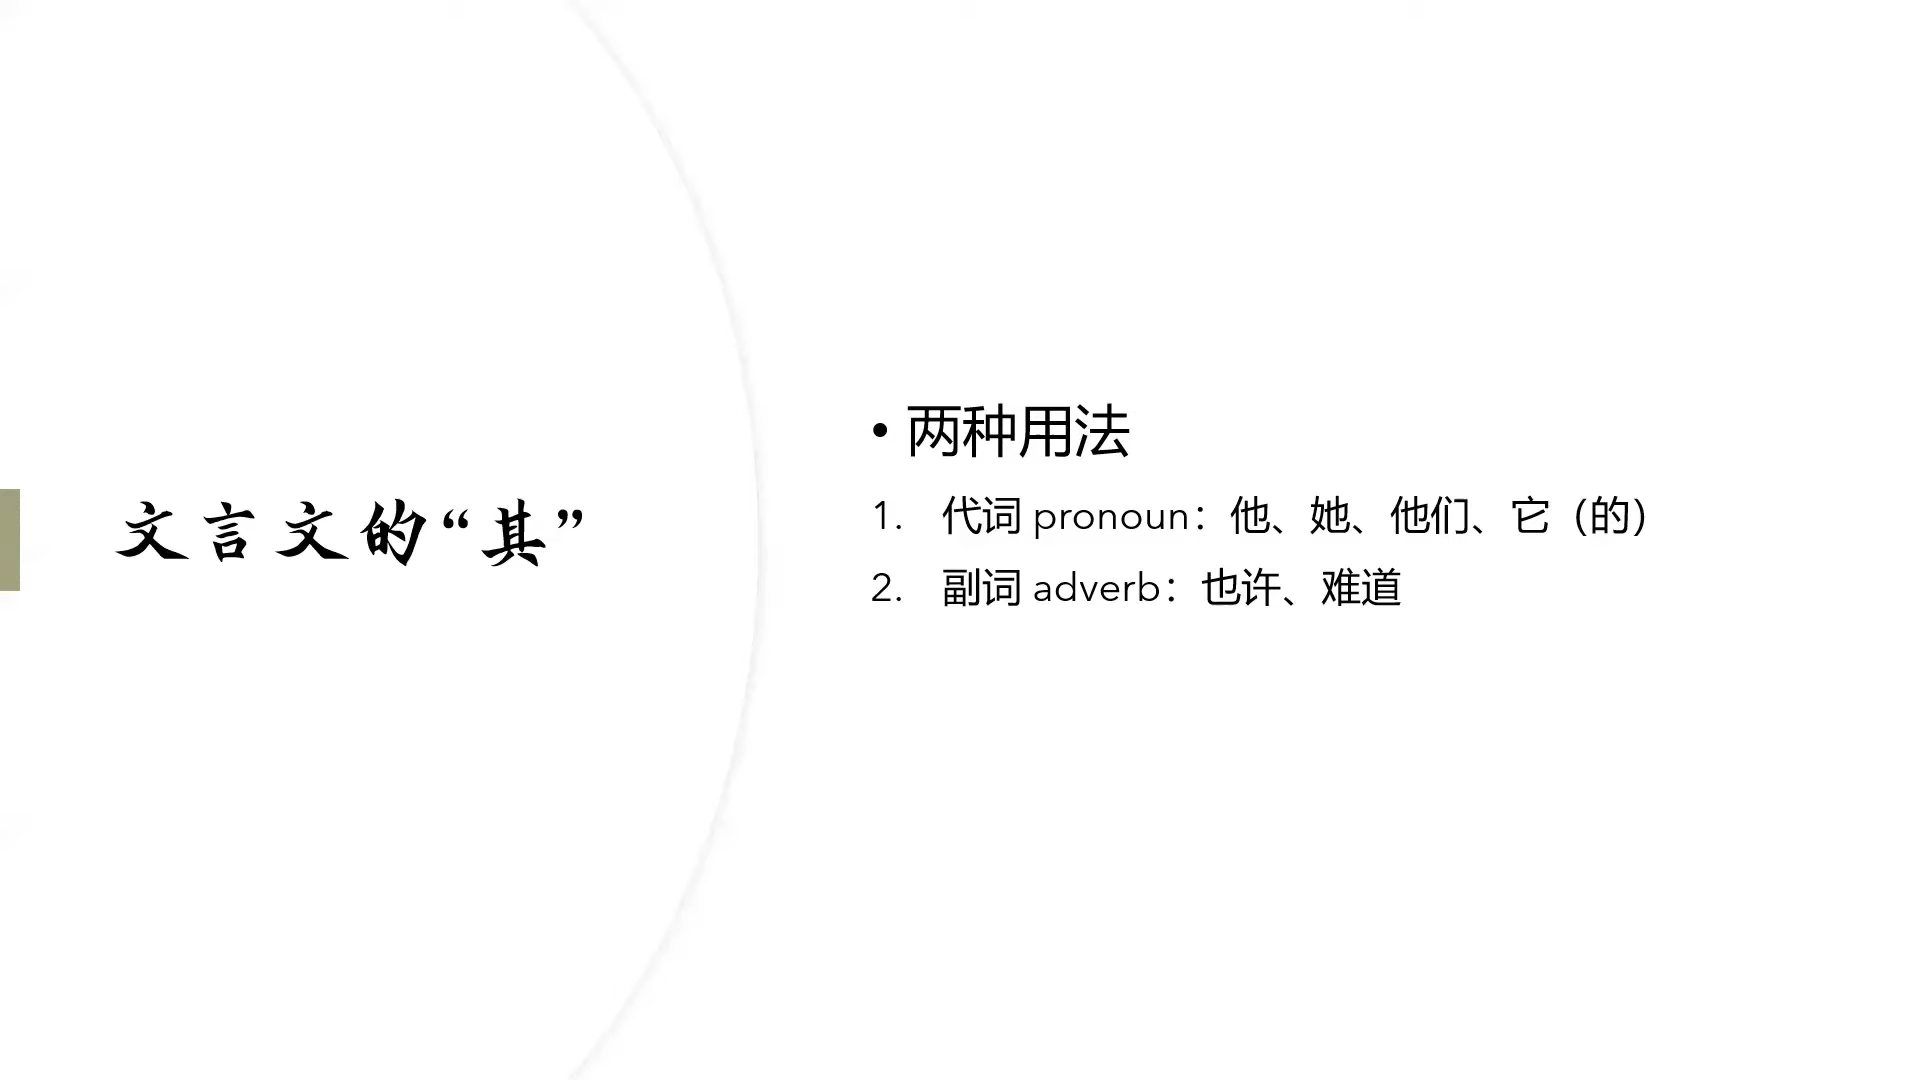 文言文的“其”
• 两种用法
1. 代词 pronoun：他、她、他们、它（的）
2. 副词 adverb：也许、难道